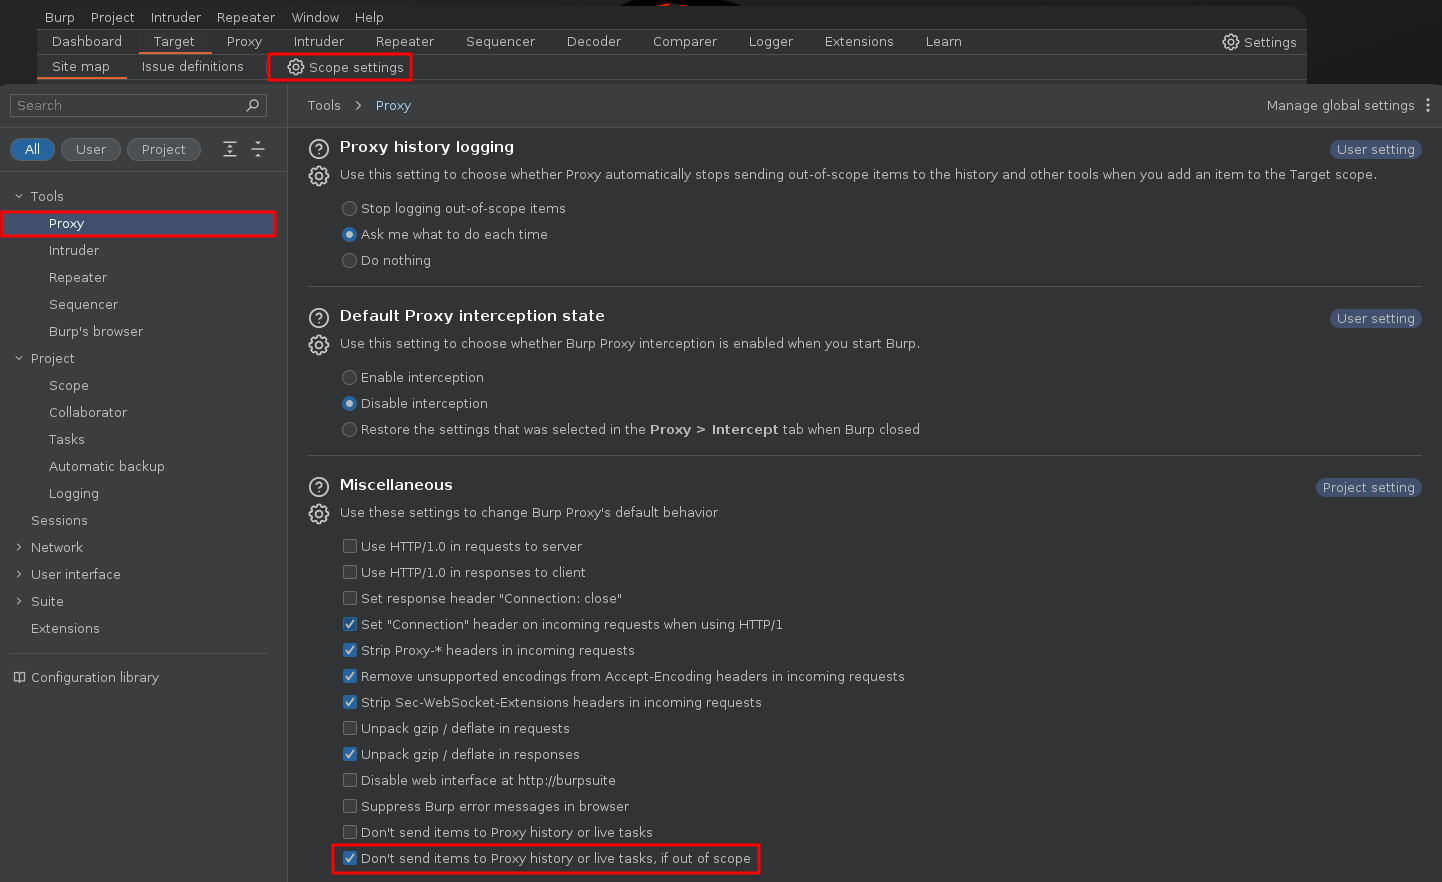 Burp Project Intruder Repeater Window Help
Dashboard Target Proxy Intruder Repeater Sequencer Decoder Comparer Logger Extensions Learn Settings
Site map Issue definitions Scope settings
Search
All User Project
Tools
Proxy
Intruder
Repeater
Sequencer
Burp's browser
Project
Scope
Collaborator
Tasks
Automatic backup
Logging
Sessions
Network
User interface
Suite
Extensions
Configuration library
Tools > Proxy Manage global settings
Proxy history logging User setting
Use this setting to choose whether Proxy automatically stops sending out-of-scope items to the history and other tools when you add an item to the Target scope.
Stop logging out-of-scope items
Ask me what to do each time
Do nothing
Default Proxy interception state User setting
Use this setting to choose whether Burp Proxy interception is enabled when you start Burp.
Enable interception
Disable interception
Restore the settings that was selected in the Proxy > Intercept tab when Burp closed
Miscellaneous Project setting
Use these settings to change Burp Proxy's default behavior
Use HTTP/1.0 in requests to server
Use HTTP/1.0 in responses to client
Set response header "Connection: close"
Set "Connection" header on incoming requests when using HTTP/1
Strip Proxy-* headers in incoming requests
Remove unsupported encodings from Accept-Encoding headers in incoming requests
Strip Sec-WebSocket-Extensions headers in incoming requests
Unpack gzip / deflate in requests
Unpack gzip / deflate in responses
Disable web interface at http://burpsuite
Suppress Burp error messages in browser
Don't send items to Proxy history or live tasks
Don't send items to Proxy history or live tasks, if out of scope